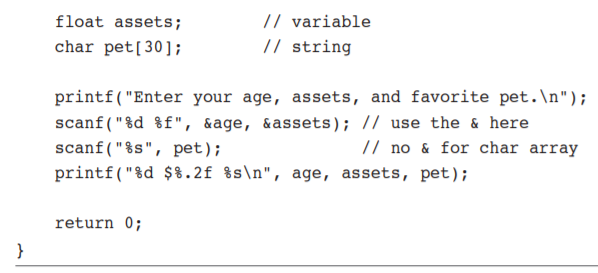 float assets; // variable
char pet[30]; // string
printf("Enter your age, assets, and favorite pet.\n");
scanf("%d %f", &age, &assets); // use the & here
scanf("%s", pet); // no & for char array
printf("%d $%.2f %s\n", age, assets, pet);
return 0;
}